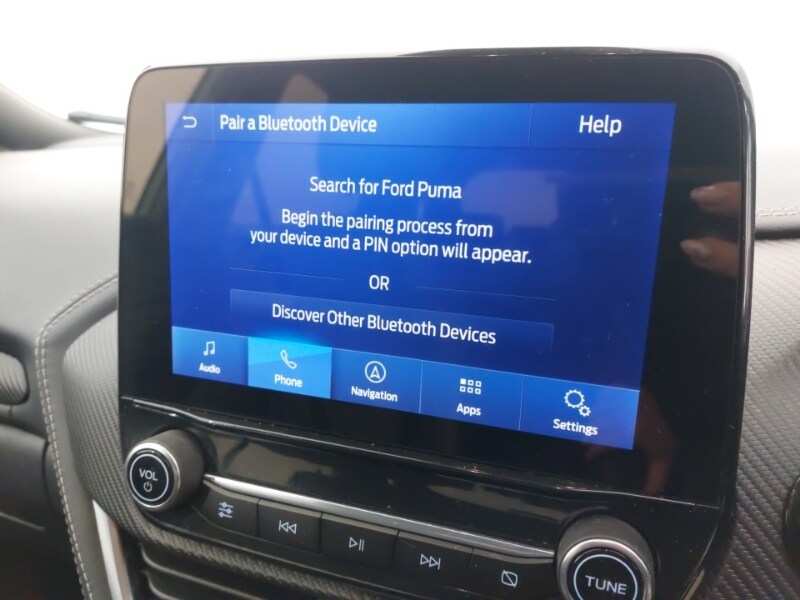 Pair a Bluetooth Device
Help
Search for Ford Puma
Begin the pairing process from
your device and a PIN option will appear.
OR
Discover Other Bluetooth Devices
Audio
Phone
Navigation
Apps
Settings
VOL
TUNE